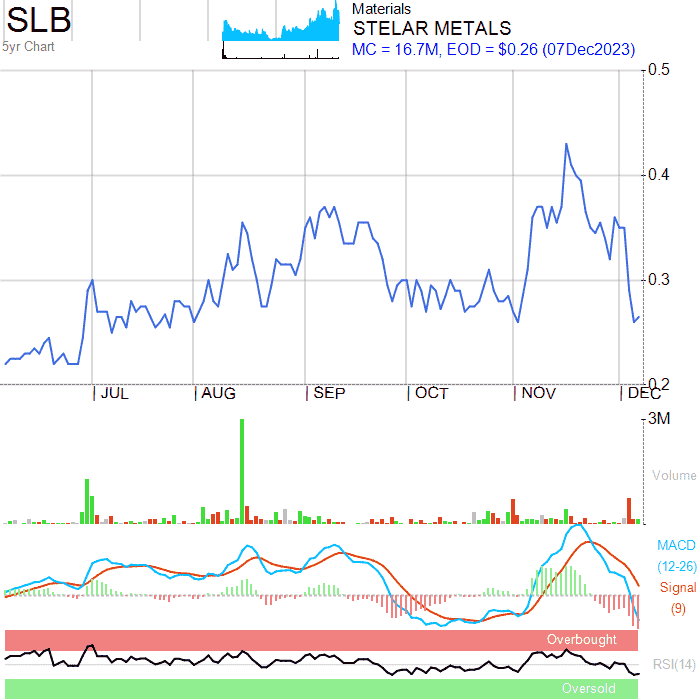 SLB
5yr Chart
Materials
STELAR METALS
MC = 16.7M, EOD = $0.26 (07Dec2023)
0.5
0.4
0.3
0.2
JUL AUG SEP OCT NOV DEC
3M
Volume
MACD
(12-26)
Signal
(9)
Overbought
RSI(14)
Oversold